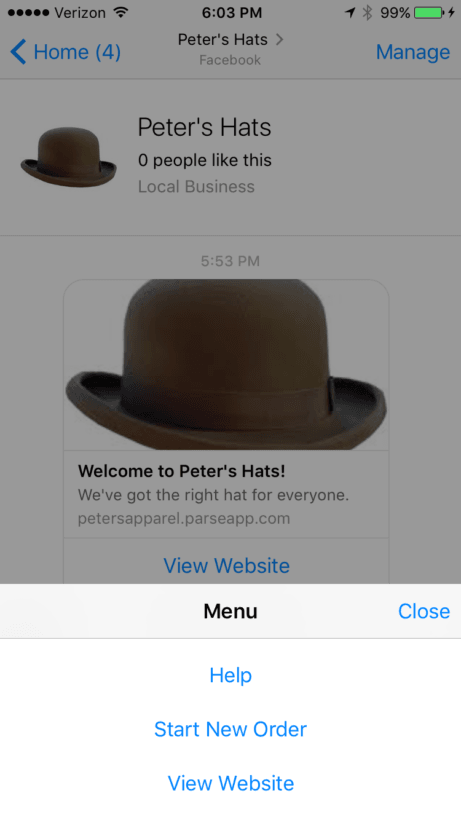 Verizon 6:03 PM 99%
Home (4) Peter's Hats Manage
Facebook
Peter's Hats
0 people like this
Local Business
5:53 PM
Welcome to Peter's Hats!
We've got the right hat for everyone.
petersapparel.parseapp.com
View Website
Menu Close
Help
Start New Order
View Website